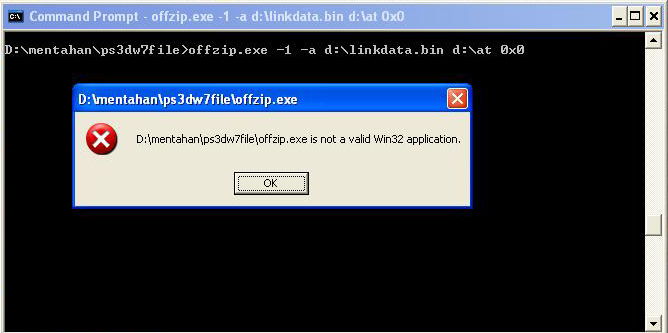 Command Prompt - offzip.exe -1 -a d:\linkdata.bin d:\at 0x0
D:\mentahan\ps3dw7file>offzip.exe -1 -a d:\linkdata.bin d:\at 0x0
D:\mentahan\ps3dw7file\offzip.exe
D:\mentahan\ps3dw7file\offzip.exe is not a valid Win32 application.
OK